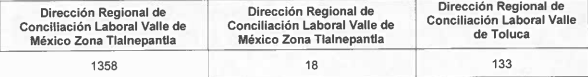 Dirección Regional de
Conciliación Laboral Valle de
México Zona Tlalnepantla
Dirección Regional de
Conciliación Laboral Valle de
México Zona Tlalnepantla
Dirección Regional de
Conciliación Laboral Valle
de Toluca
1358
18
133